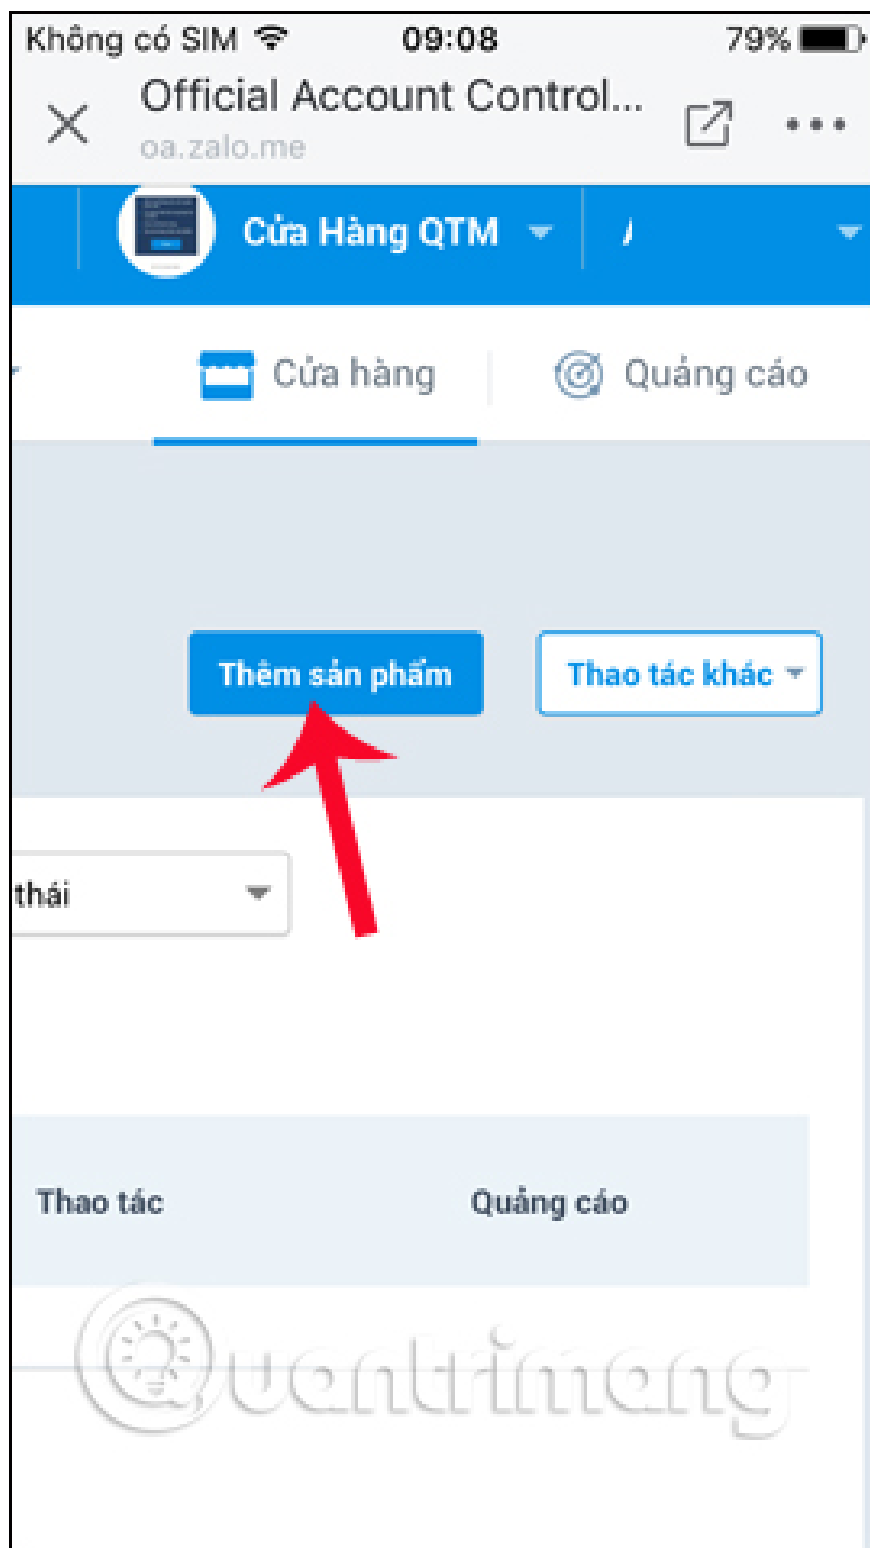 Không có SIM 09:08 79%
Official Account Control...
oa.zalo.me
Cửa Hàng QTM
Cửa hàng Quảng cáo
Thêm sản phẩm Thao tác khác
thái
Thao tác Quảng cáo
Quantrimang